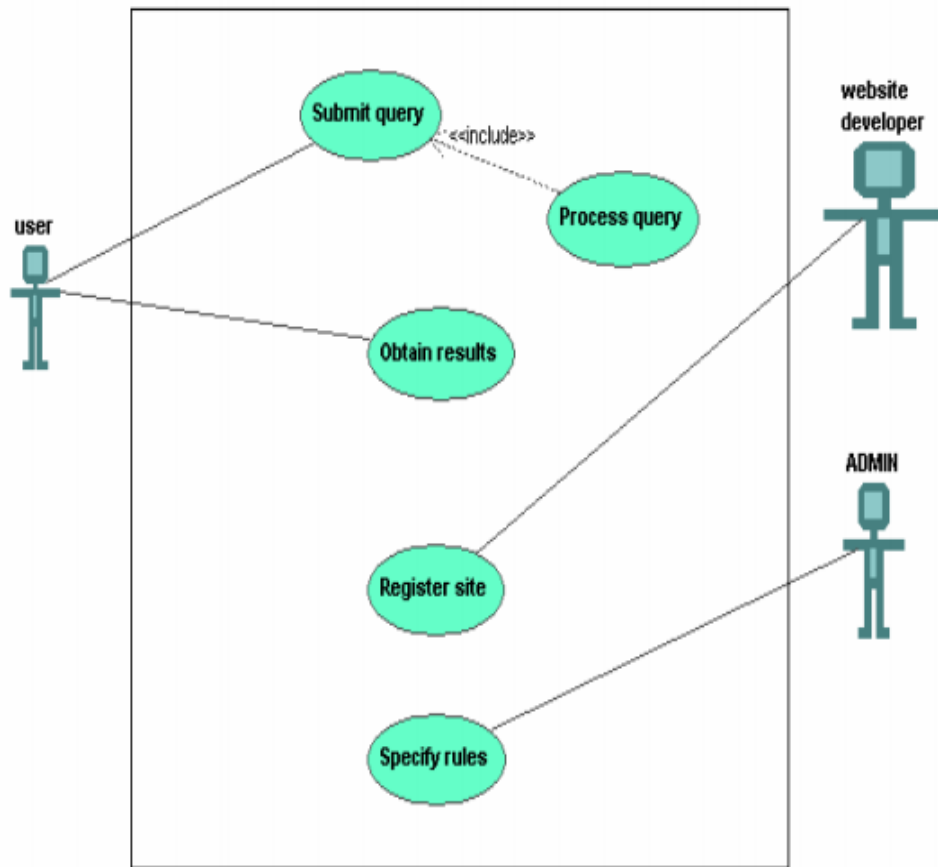 Submit query
<<include>>
website
developer
Process query
user
Obtain results
ADMIN
Register site
Specify rules